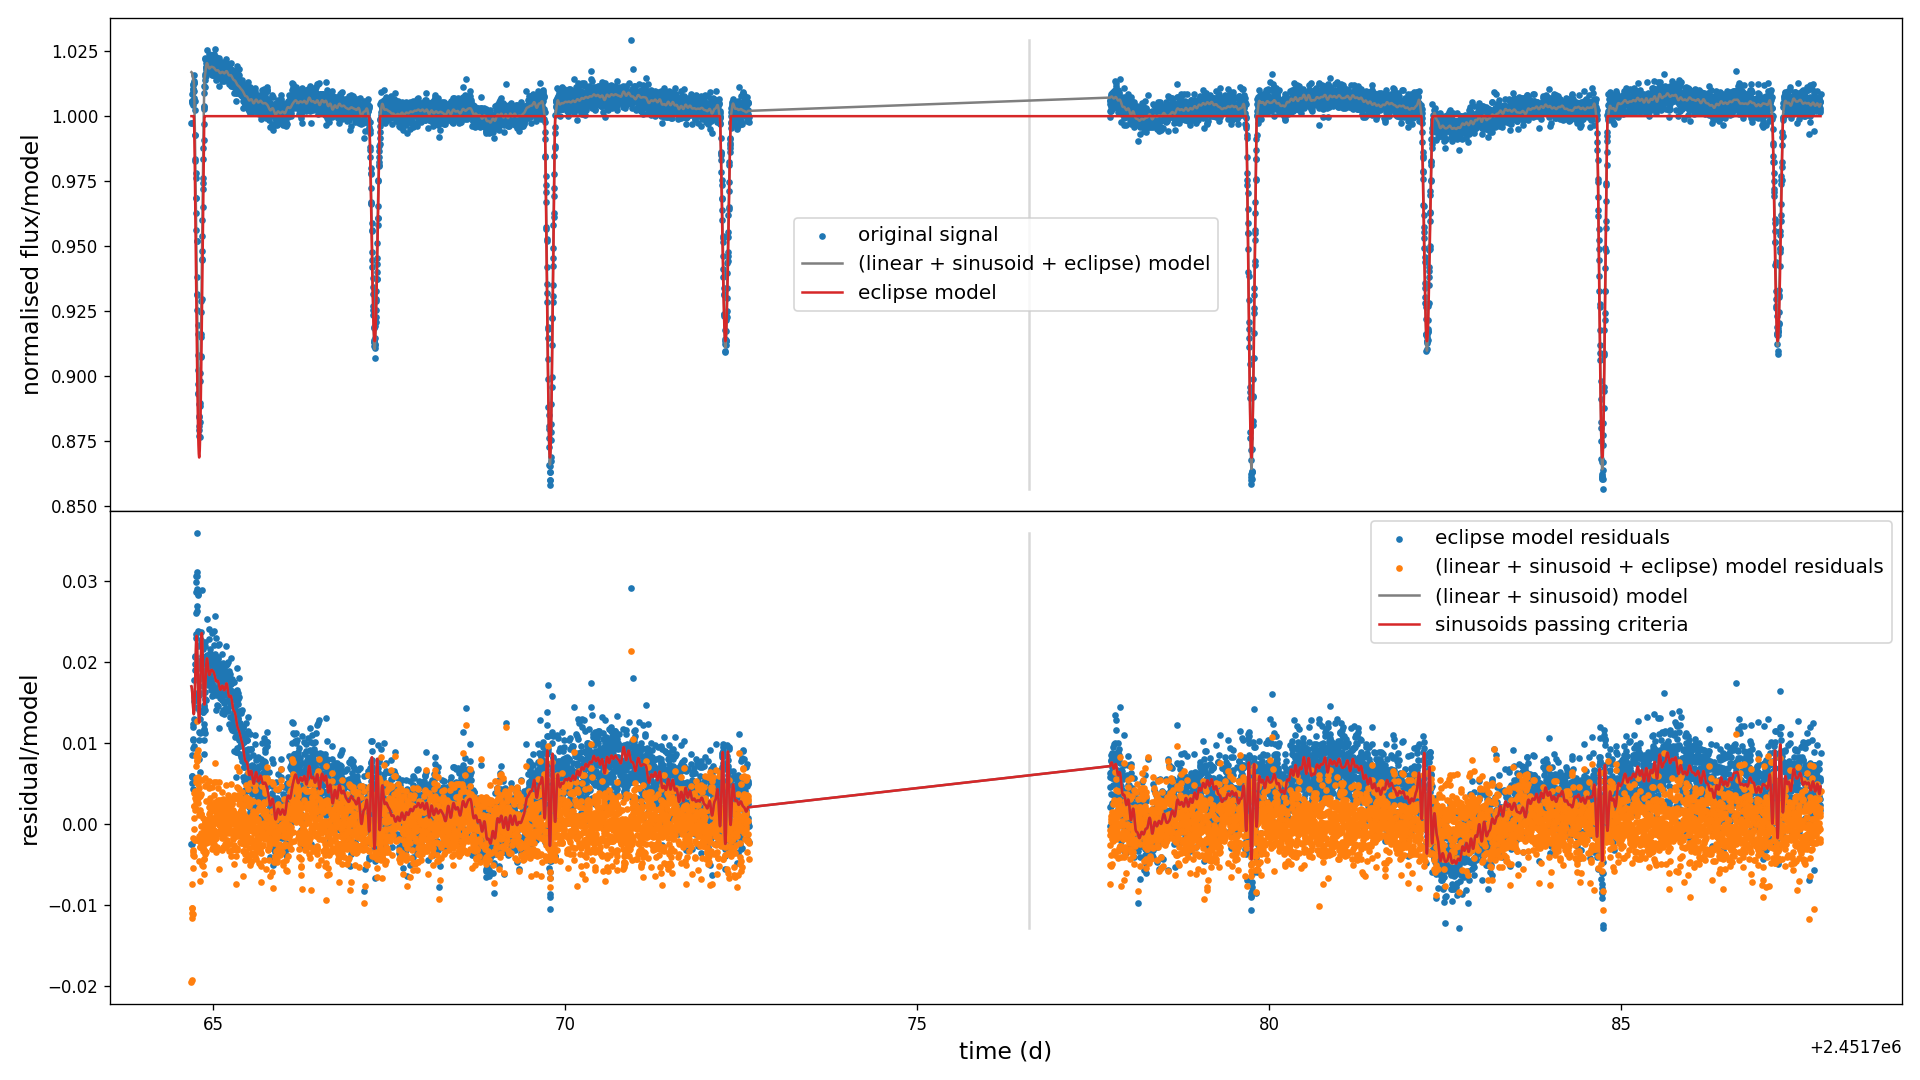 normalised flux/model
1.025
1.000
0.975
0.950
0.925
0.900
0.875
0.850
original signal
(linear + sinusoid + eclipse) model
eclipse model
residual/model
0.03
0.02
0.01
0.00
−0.01
−0.02
eclipse model residuals
(linear + sinusoid + eclipse) model residuals
(linear + sinusoid) model
sinusoids passing criteria
65 70 75 80 85
time (d)
+2.4517e6